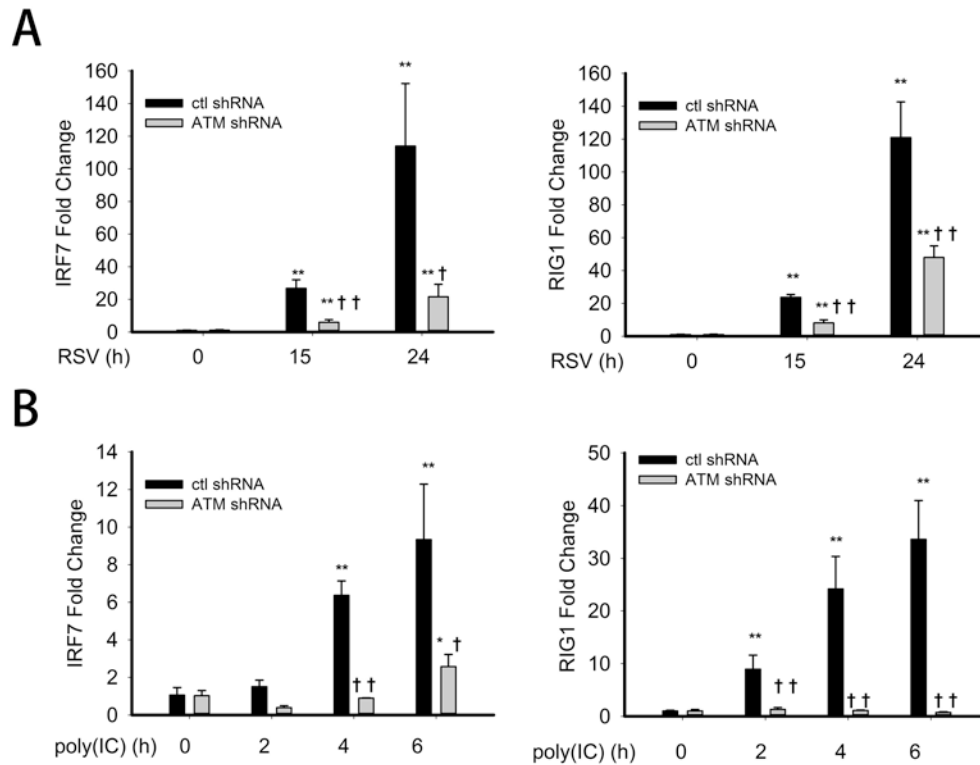 A
IRF7 Fold Change
160
140
120
100
80
60
40
20
0
ctl shRNA
ATM shRNA
**
** † †
**
** †
RSV (h) 0 15 24
RIG1 Fold Change
160
140
120
100
80
60
40
20
0
ctl shRNA
ATM shRNA
**
** † †
**
** † †
RSV (h) 0 15 24
B
IRF7 Fold Change
14
12
10
8
6
4
2
0
ctl shRNA
ATM shRNA
**
† †
**
* †
poly(IC) (h) 0 2 4 6
RIG1 Fold Change
50
40
30
20
10
0
ctl shRNA
ATM shRNA
**
† †
**
† †
**
† †
poly(IC) (h) 0 2 4 6